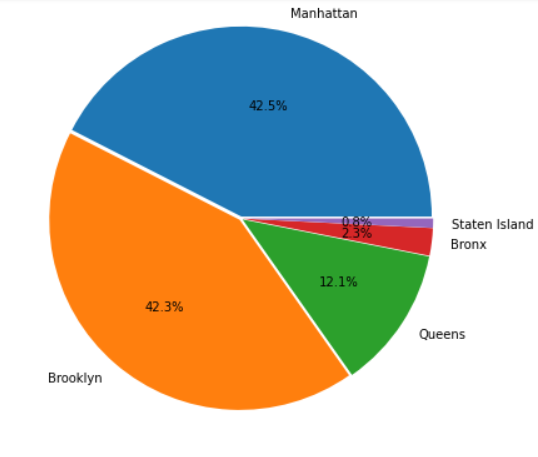 Manhattan
42.5%
0.8%
Staten Island
2.3%
Bronx
12.1%
42.3%
Queens
Brooklyn